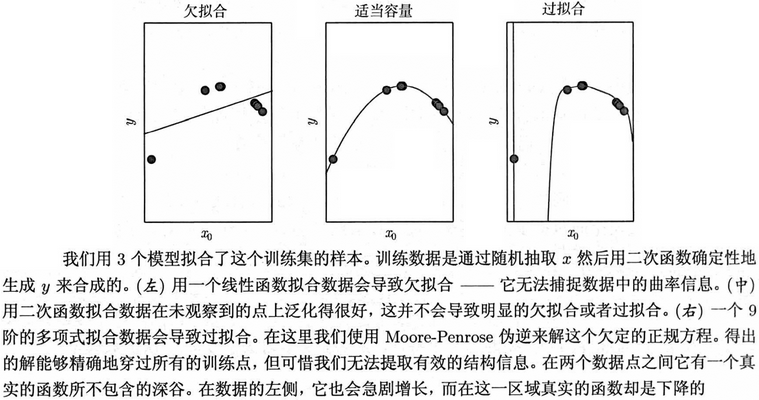 欠拟合 适当容量 过拟合
y y y
x₀ x₀ x₀
我们用 3 个模型拟合了这个训练集的样本。训练数据是通过随机抽取 x 然后用二次函数确定性地
生成 y 来合成的。(左) 用一个线性函数拟合数据会导致欠拟合 —— 它无法捕捉数据中的曲率信息。(中)
用二次函数拟合数据在未观察到的点上泛化得很好，这并不会导致明显的欠拟合或者过拟合。(右) 一个 9
阶的多项式拟合数据会导致过拟合。在这里我们使用 Moore-Penrose 伪逆来解这个欠定的正规方程。得出
的解能够精确地穿过所有的训练点，但可惜我们无法提取有效的结构信息。在两个数据点之间它有一个真
实的函数所不包含的深谷。在数据的左侧，它也会急剧增长，而在这一区域真实的函数却是下降的